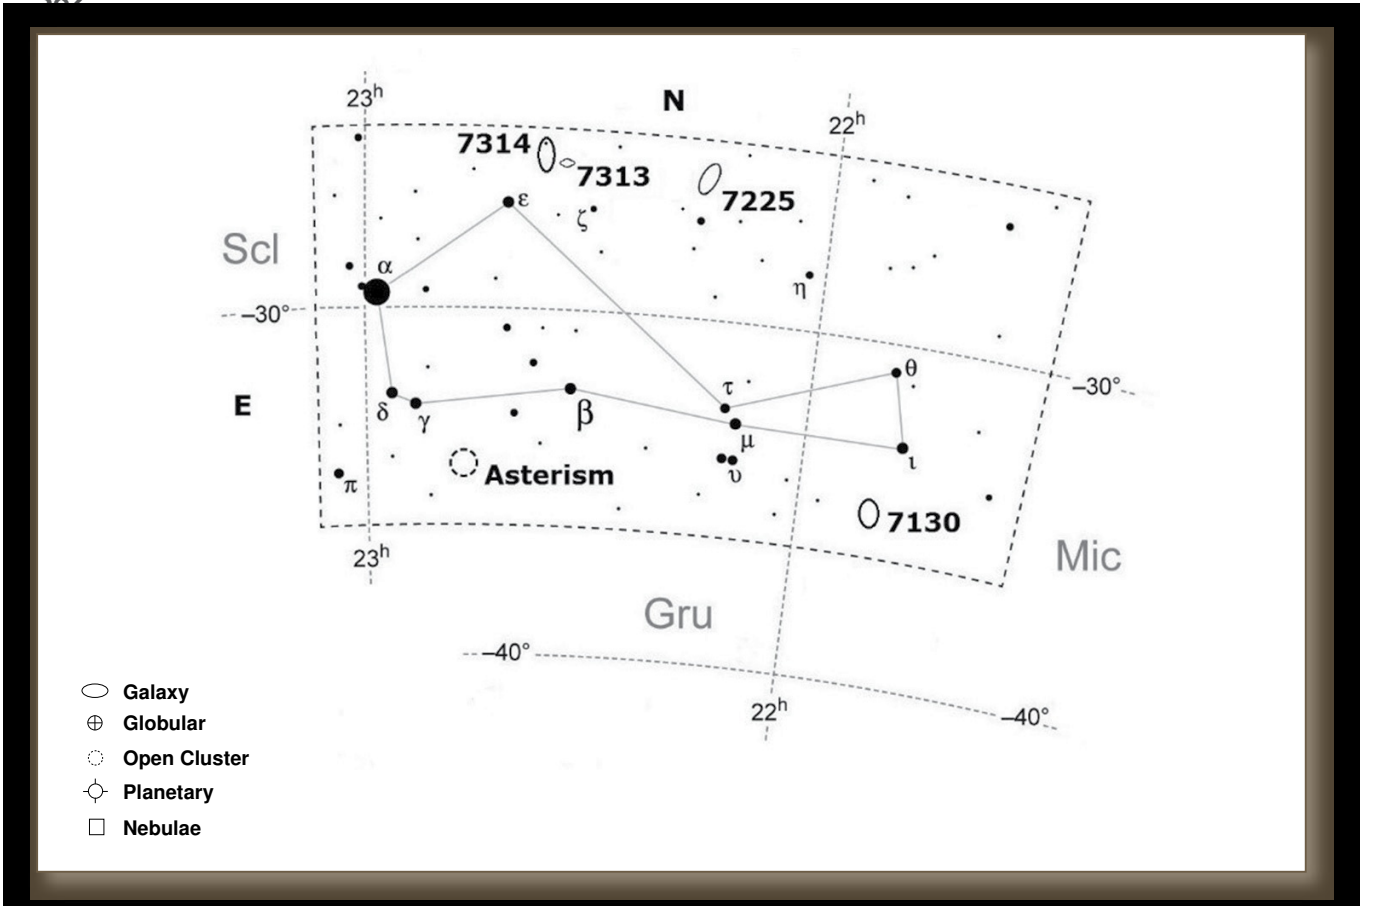 23h
N
22h
7314
7313
7225
ε
ζ
Scl
α
η
–30°
θ
–30°
τ
E
δ
γ
β
μ
ι
υ
π
Asterism
7130
23h
Mic
Gru
–40°
22h
–40°
Galaxy
Globular
Open Cluster
Planetary
Nebulae